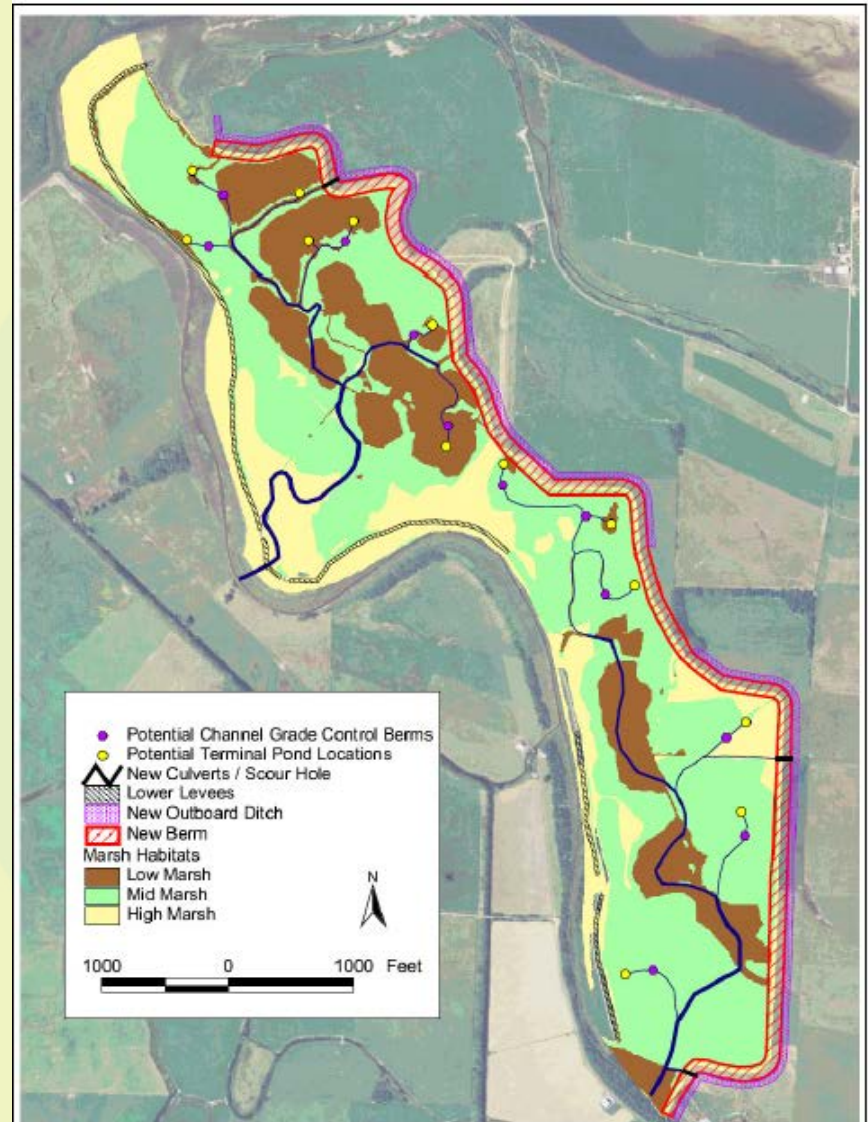 Potential Channel Grade Control Berms
Potential Terminal Pond Locations
New Culverts / Scour Hole
Lower Levees
New Outboard Ditch
New Berm
Marsh Habitats
Low Marsh
Mid Marsh
High Marsh
N
1000 0 1000 Feet